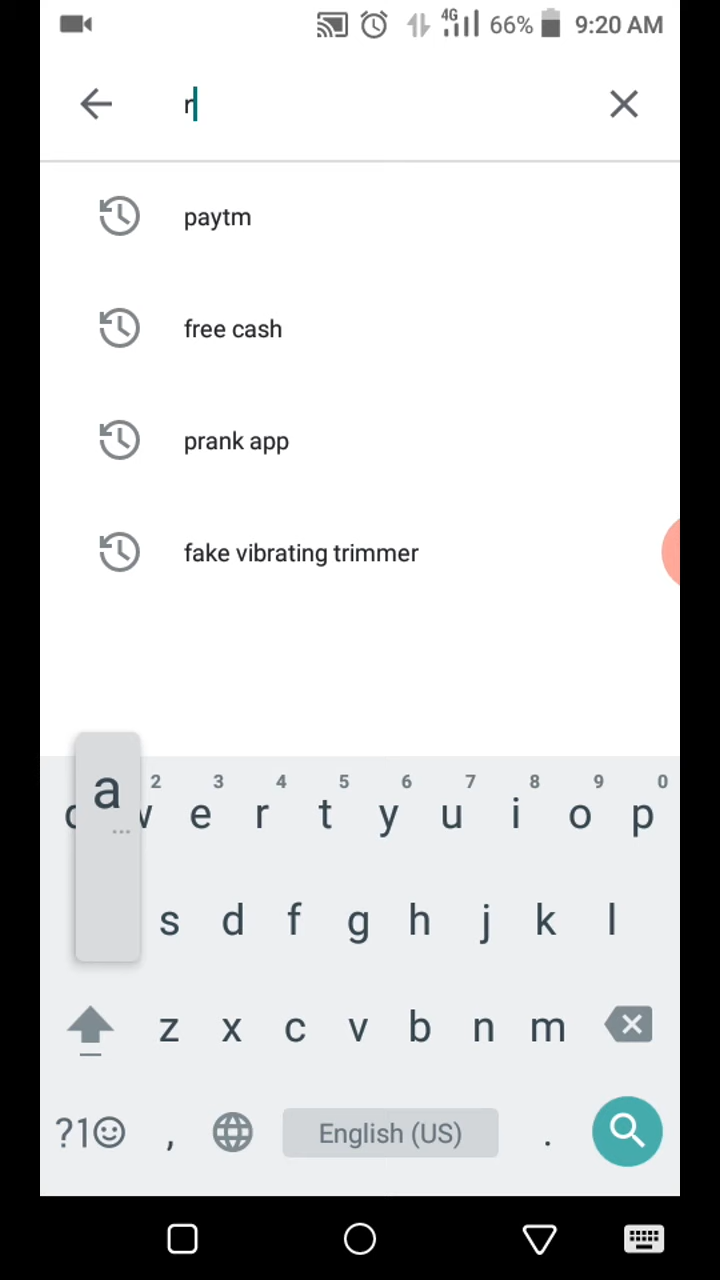 4G 66% 9:20 AM
r
paytm
free cash
prank app
fake vibrating trimmer
a
...
2 3 4 5 6 7 8 9 0
e r t y u i o p
s d f g h j k l
z x c v b n m
?1☺ , English (US) .